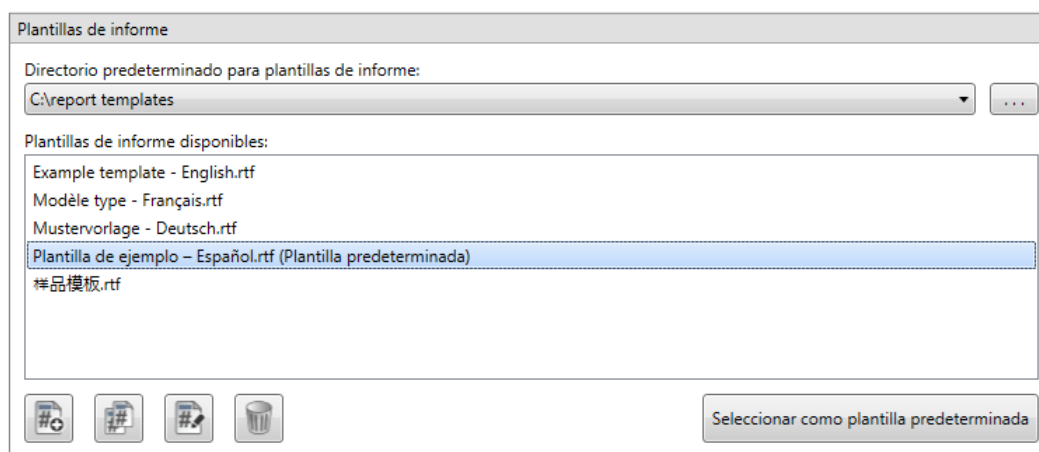 Plantillas de informe
Directorio predeterminado para plantillas de informe:
C:\report templates
...
Plantillas de informe disponibles:
Example template - English.rtf
Modèle type - Français.rtf
Mustervorlage - Deutsch.rtf
Plantilla de ejemplo – Español.rtf (Plantilla predeterminada)
样品模板.rtf
# # # Seleccionar como plantilla predeterminada